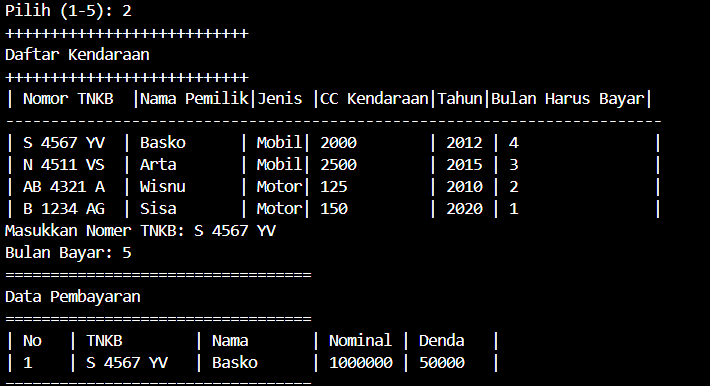 Pilih (1-5): 2
+++++++++++++++++++++++++++
Daftar Kendaraan
+++++++++++++++++++++++++++
| Nomor TNKB  |Nama Pemilik|Jenis |CC Kendaraan|Tahun|Bulan Harus Bayar|
-------------------------------------------------------------------------
| S 4567 YV  | Basko      | Mobil| 2000        | 2012 | 4               |
| N 4511 VS  | Arta       | Mobil| 2500        | 2015 | 3               |
| AB 4321 A  | Wisnu      | Motor| 125         | 2010 | 2               |
| B 1234 AG  | Sisa       | Motor| 150         | 2020 | 1               |
Masukkan Nomer TNKB: S 4567 YV
Bulan Bayar: 5
==================================
Data Pembayaran
==================================
| No   | TNKB        | Nama       | Nominal | Denda   |
| 1    | S 4567 YV   | Basko      | 1000000 | 50000   |
==================================